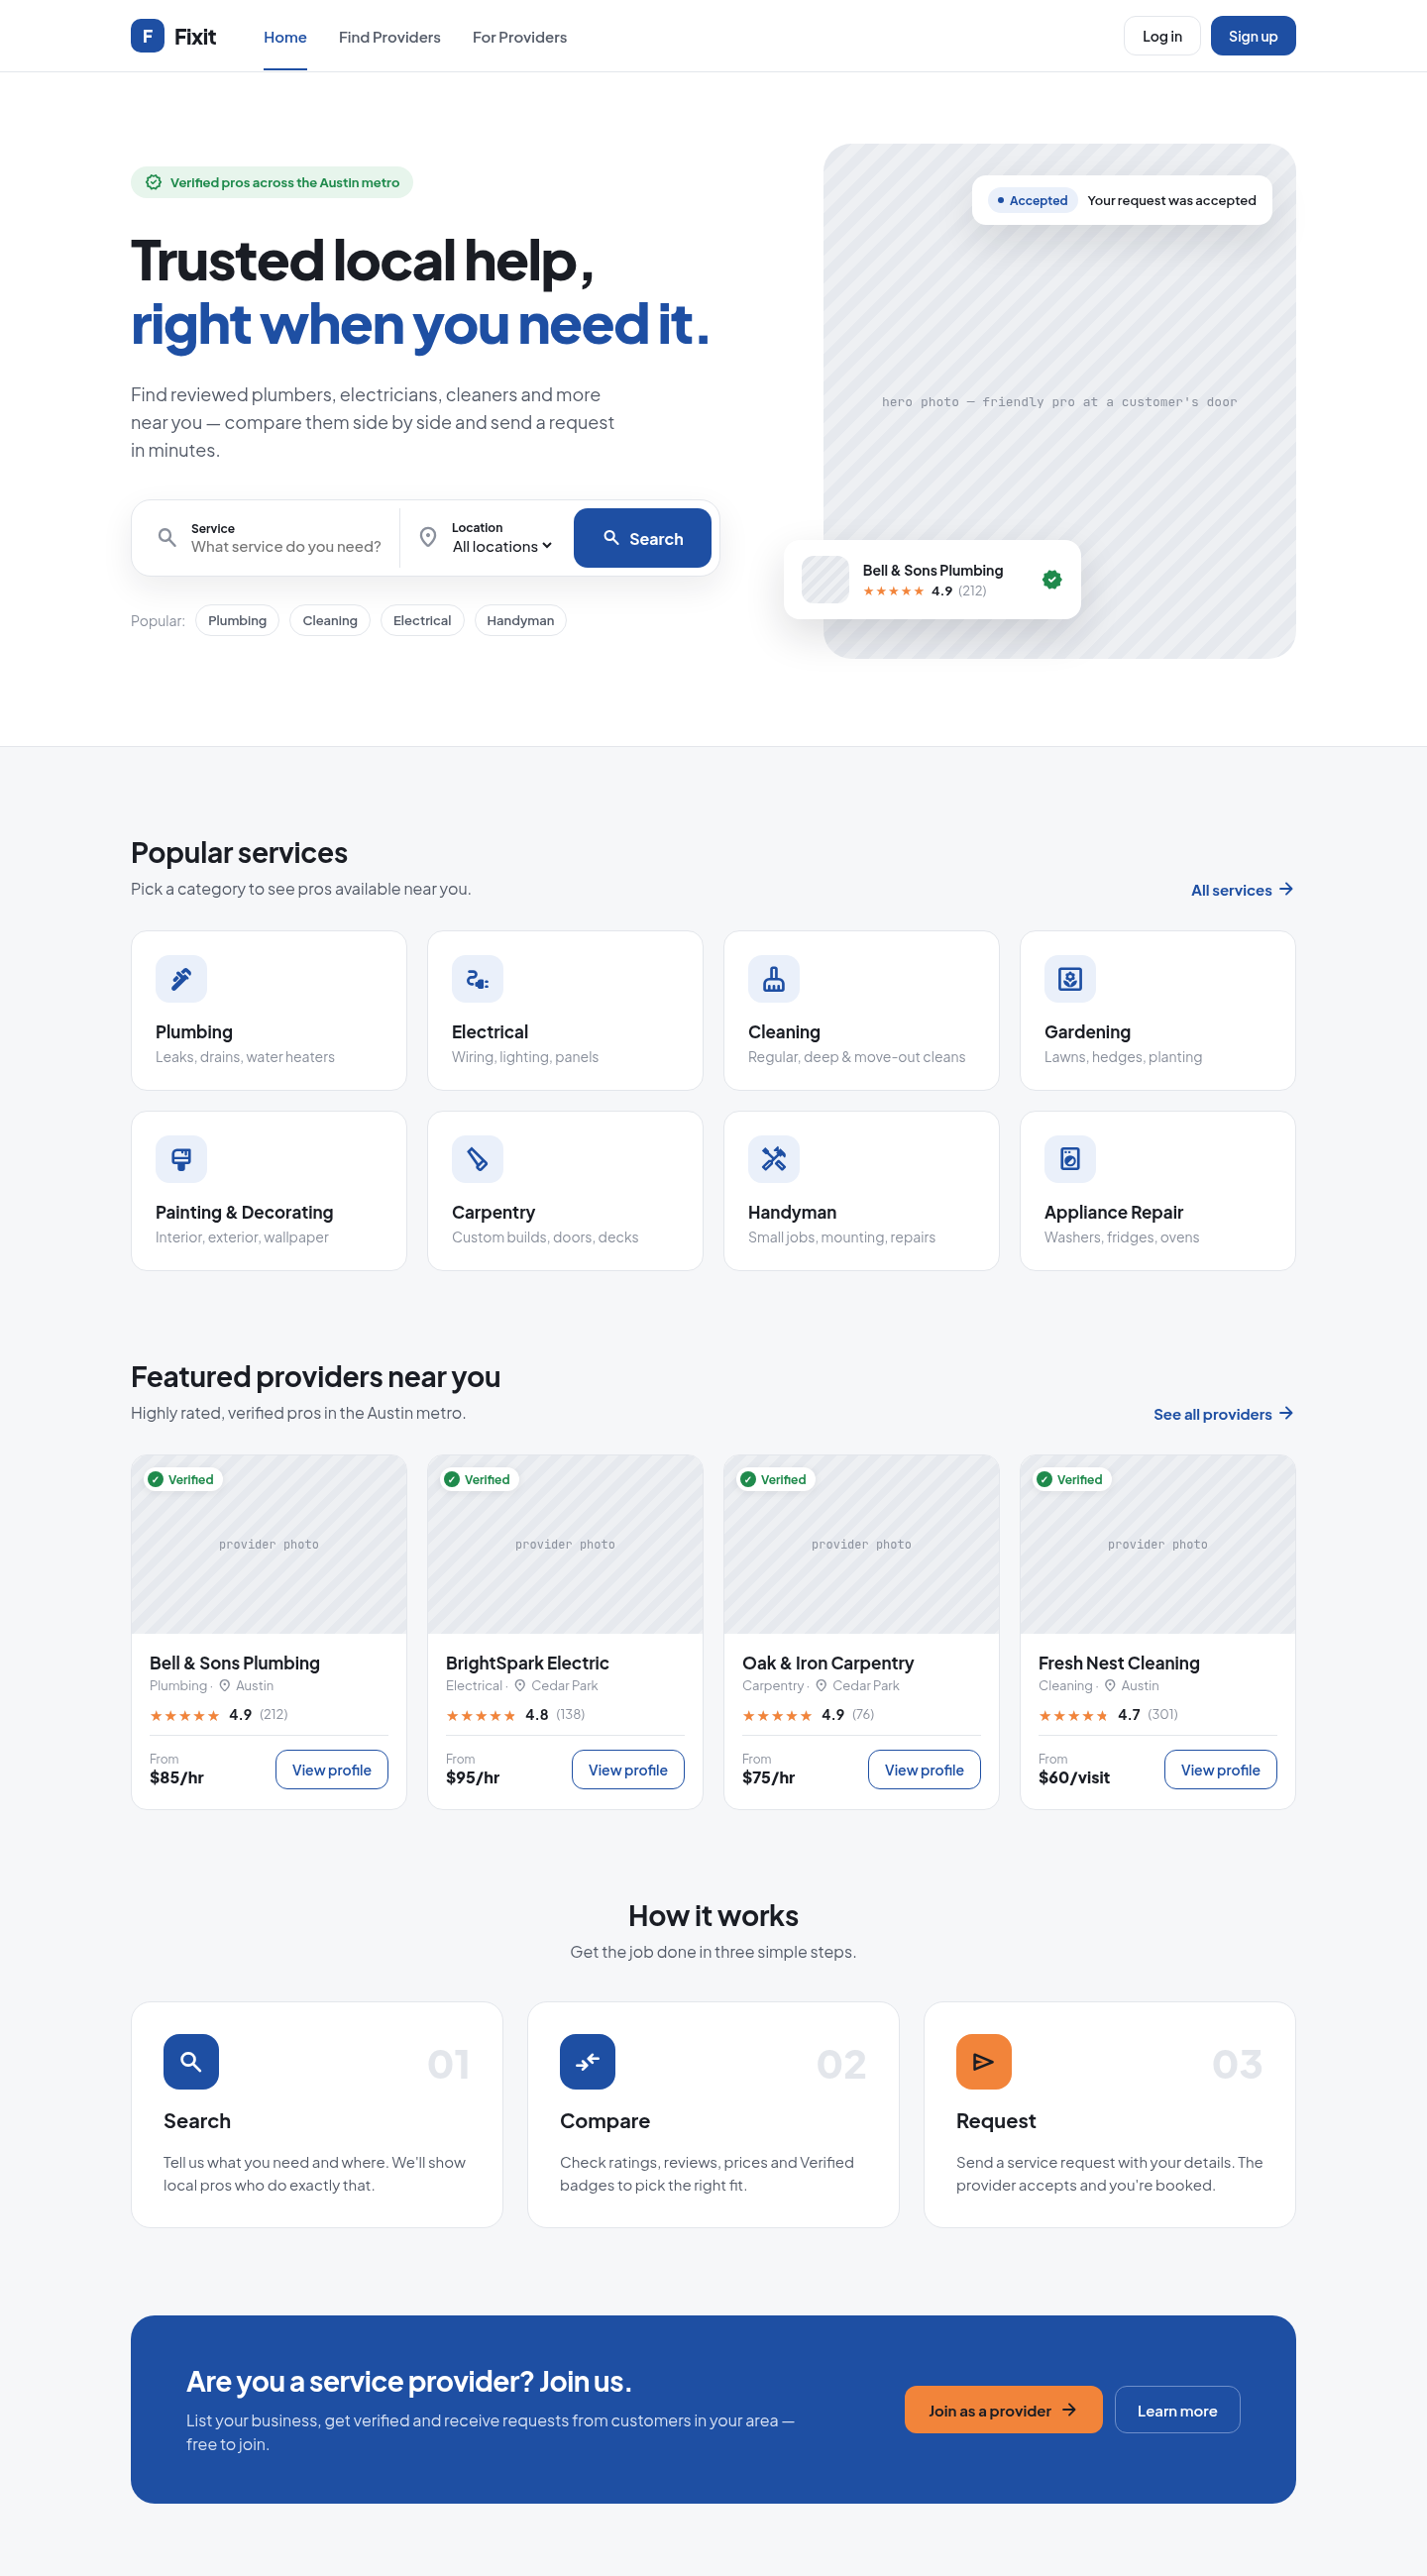 F Fixit Home Find Providers For Providers Log in Sign up
Verified pros across the Austin metro
Accepted Your request was accepted
Trusted local help,
right when you need it.
Find reviewed plumbers, electricians, cleaners and more
near you — compare them side by side and send a request
in minutes.
hero photo — friendly pro at a customer's door
Service
What service do you need?
Location
All locations
Search
Bell & Sons Plumbing
★★★★★ 4.9 (212)
Popular: Plumbing Cleaning Electrical Handyman
Popular services
Pick a category to see pros available near you.
All services →
Plumbing
Leaks, drains, water heaters
Electrical
Wiring, lighting, panels
Cleaning
Regular, deep & move-out cleans
Gardening
Lawns, hedges, planting
Painting & Decorating
Interior, exterior, wallpaper
Carpentry
Custom builds, doors, decks
Handyman
Small jobs, mounting, repairs
Appliance Repair
Washers, fridges, ovens
Featured providers near you
Highly rated, verified pros in the Austin metro.
See all providers →
✓ Verified
provider photo
Bell & Sons Plumbing
Plumbing · Austin
★★★★★ 4.9 (212)
From
$85/hr
View profile
✓ Verified
provider photo
BrightSpark Electric
Electrical · Cedar Park
★★★★★ 4.8 (138)
From
$95/hr
View profile
✓ Verified
provider photo
Oak & Iron Carpentry
Carpentry · Cedar Park
★★★★★ 4.9 (76)
From
$75/hr
View profile
✓ Verified
provider photo
Fresh Nest Cleaning
Cleaning · Austin
★★★★★ 4.7 (301)
From
$60/visit
View profile
How it works
Get the job done in three simple steps.
01
Search
Tell us what you need and where. We'll show
local pros who do exactly that.
02
Compare
Check ratings, reviews, prices and Verified
badges to pick the right fit.
03
Request
Send a service request with your details. The
provider accepts and you're booked.
Are you a service provider? Join us.
List your business, get verified and receive requests from customers in your area —
free to join.
Join as a provider →
Learn more